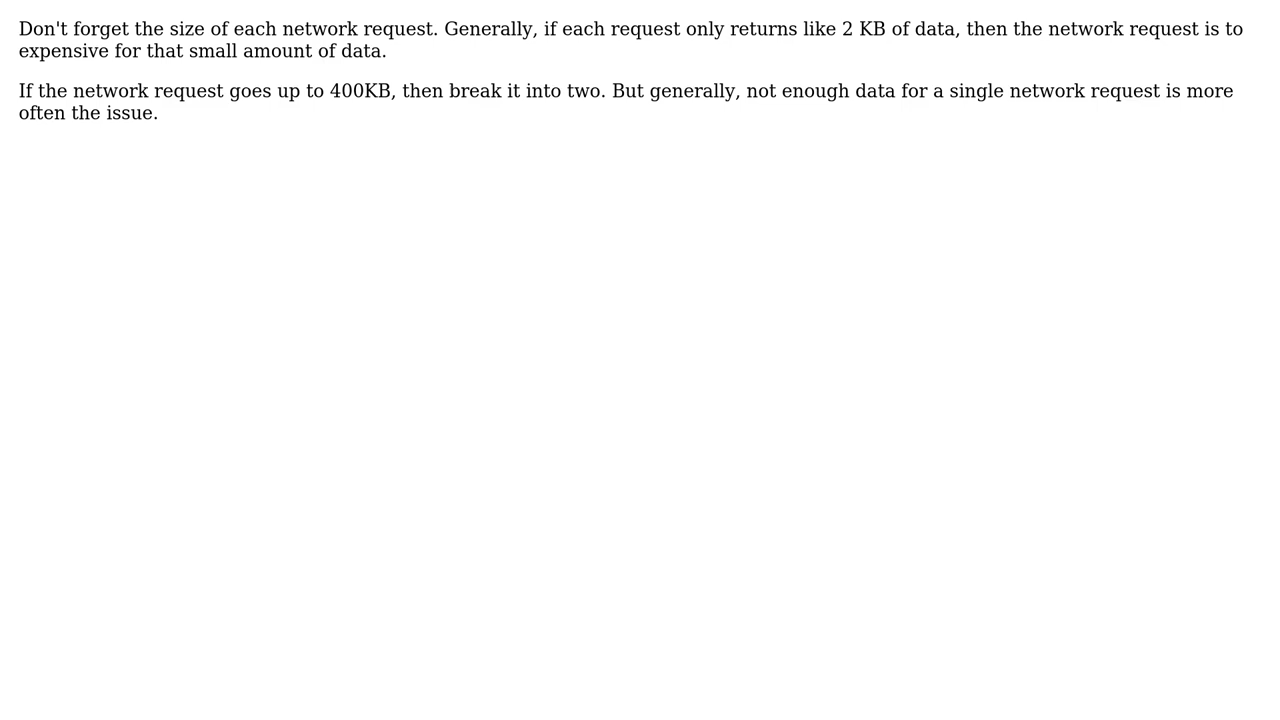 Don't forget the size of each network request. Generally, if each request only returns like 2 KB of data, then the network request is to
expensive for that small amount of data.
If the network request goes up to 400KB, then break it into two. But generally, not enough data for a single network request is more
often the issue.